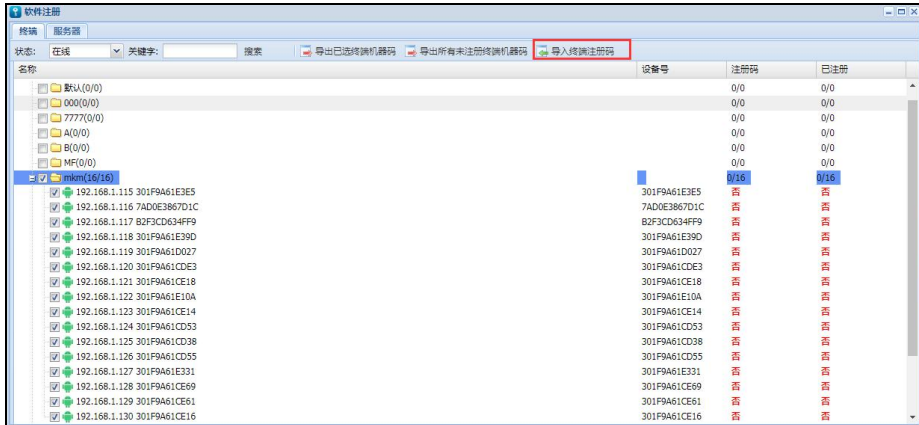 软件注册
终端 服务器
状态: 在线 关键字: 搜索 导出已选终端机器码 导出所有未注册终端机器码 导入终端注册码
名称 设备号 注册码 已注册
默认(0/0) 0/0 0/0
000(0/0) 0/0 0/0
7777(0/0) 0/0 0/0
A(0/0) 0/0 0/0
B(0/0) 0/0 0/0
MF(0/0) 0/0 0/0
mkm(16/16) 0/16 0/16
192.168.1.115 301F9A61E3E5 301F9A61E3E5 否 否
192.168.1.116 7AD0E3867D1C 7AD0E3867D1C 否 否
192.168.1.117 B2F3CD634FF9 B2F3CD634FF9 否 否
192.168.1.118 301F9A61E39D 301F9A61E39D 否 否
192.168.1.119 301F9A61D027 301F9A61D027 否 否
192.168.1.120 301F9A61CDE3 301F9A61CDE3 否 否
192.168.1.121 301F9A61CE18 301F9A61CE18 否 否
192.168.1.122 301F9A61E10A 301F9A61E10A 否 否
192.168.1.123 301F9A61CE14 301F9A61CE14 否 否
192.168.1.124 301F9A61CD53 301F9A61CD53 否 否
192.168.1.125 301F9A61CD38 301F9A61CD38 否 否
192.168.1.126 301F9A61CD55 301F9A61CD55 否 否
192.168.1.127 301F9A61E331 301F9A61E331 否 否
192.168.1.128 301F9A61CE69 301F9A61CE69 否 否
192.168.1.129 301F9A61CE61 301F9A61CE61 否 否
192.168.1.130 301F9A61CE16 301F9A61CE16 否 否